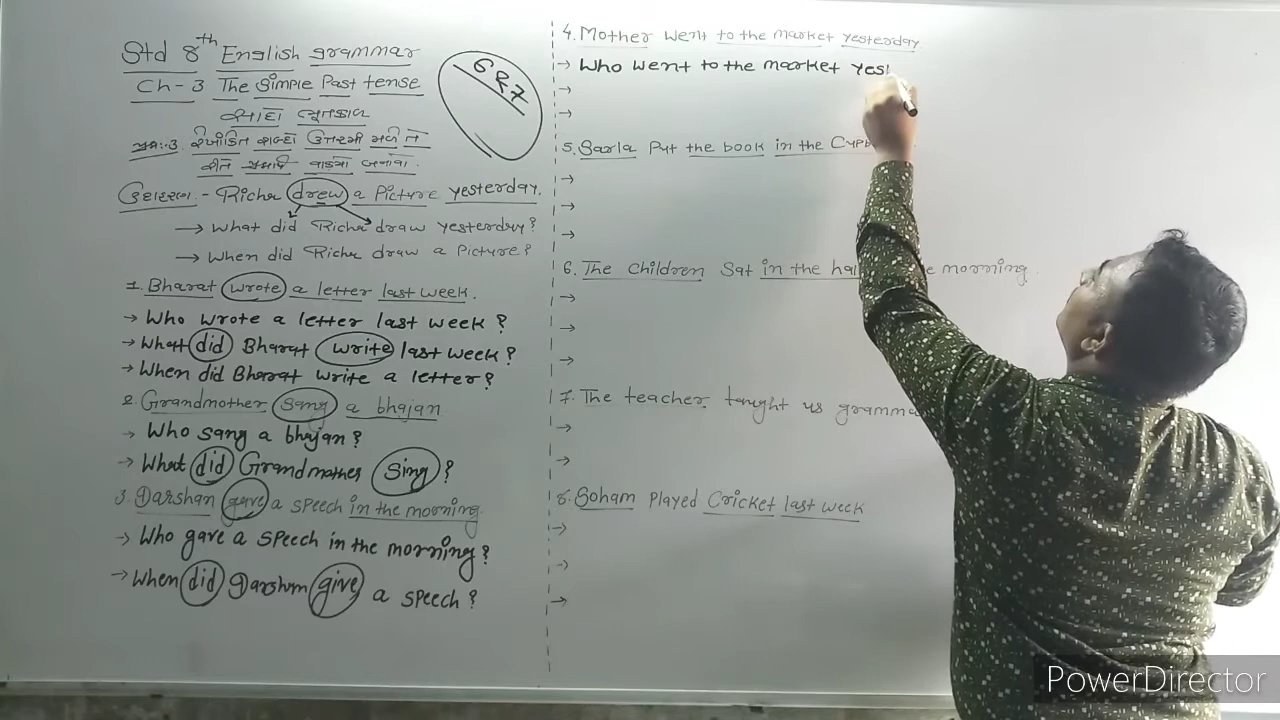 Std 8th English grammar
Ch-3 The Simple Past tense
સાદો ભૂતકાળ
ઉદાહરણ - Richa drew a Picture yesterday.
→ What did Richa draw yesterday?
→ When did Richa draw a Picture?
1. Bharat wrote a letter last week.
→ Who wrote a letter last week?
→ What did Bharat write last week?
→ When did Bharat write a letter?
2. Grandmother sang a bhajan
→ Who sang a bhajan?
→ What did Grandmother Sing?
3. Darshan gave a speech in the morning
→ Who gave a speech in the morning?
→ When did Darshan give a speech?
4. Mother went to the market yesterday
→ Who went to the market yes
→
→
5. Sarla Put the book in the
→
→
→
6. The children Sat in the morning.
→
→
→
7. The teacher taught us
→
→
8. Soham Played Cricket last week
→
→
→
PowerDirector